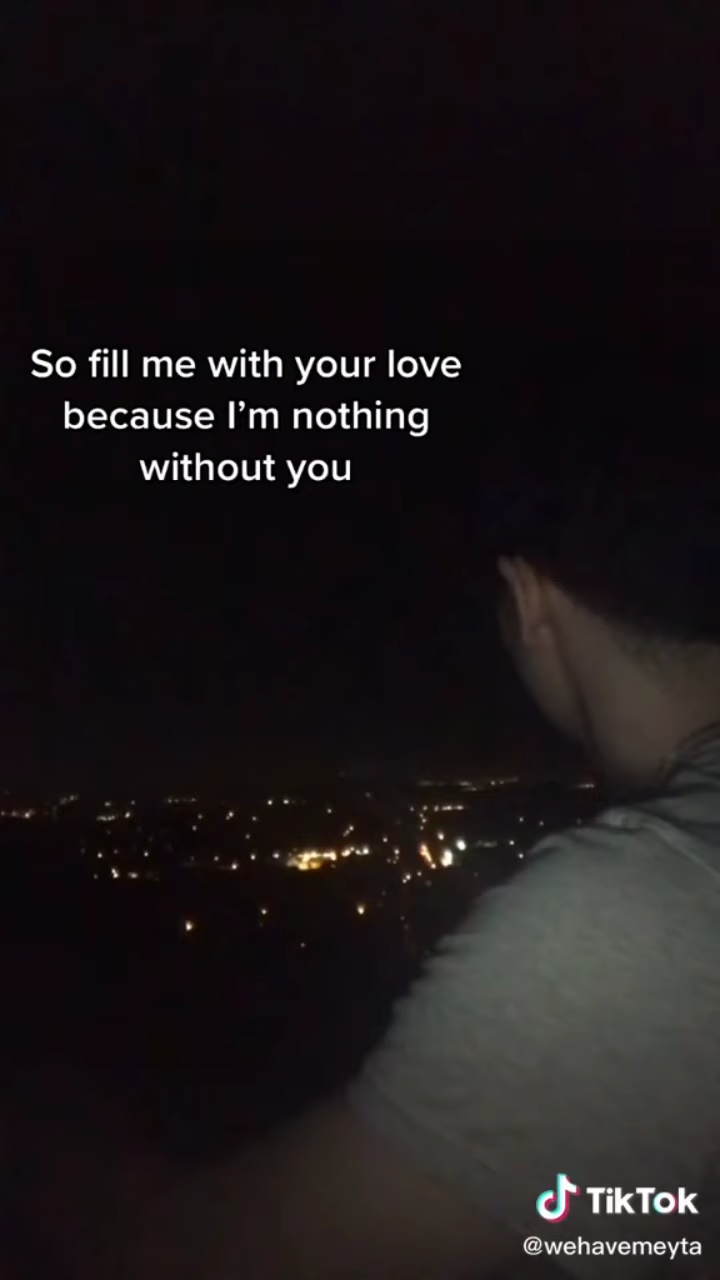 So fill me with your love
because I’m nothing
without you
TikTok
@wehavemeyta